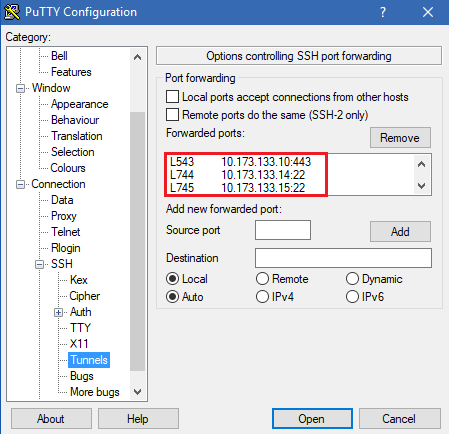 PuTTY Configuration ? ×
Category:
Bell
Features
Window
Appearance
Behaviour
Translation
Selection
Colours
Connection
Data
Proxy
Telnet
Rlogin
SSH
Kex
Cipher
Auth
TTY
X11
Tunnels
Bugs
More bugs
Options controlling SSH port forwarding
Port forwarding
Local ports accept connections from other hosts
Remote ports do the same (SSH-2 only)
Forwarded ports: Remove
L543 10.173.133.10:443
L744 10.173.133.14:22
L745 10.173.133.15:22
Add new forwarded port:
Source port Add
Destination
Local Remote Dynamic
Auto IPv4 IPv6
About Help Open Cancel